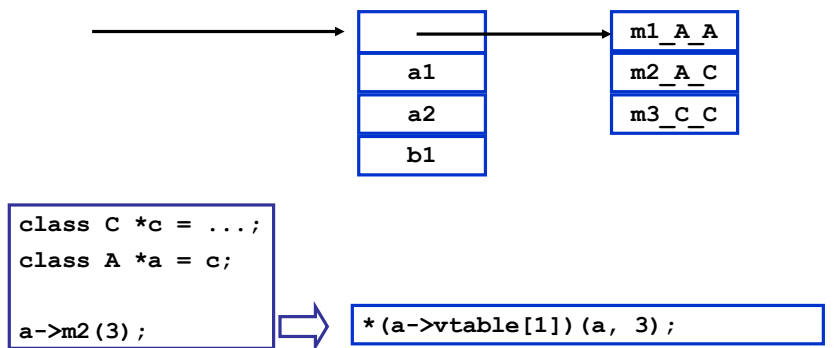 m1_A_A
a1
m2_A_C
a2
m3_C_C
b1
class C *c = ...;
class A *a = c;
a->m2(3);
*(a->vtable[1])(a, 3);